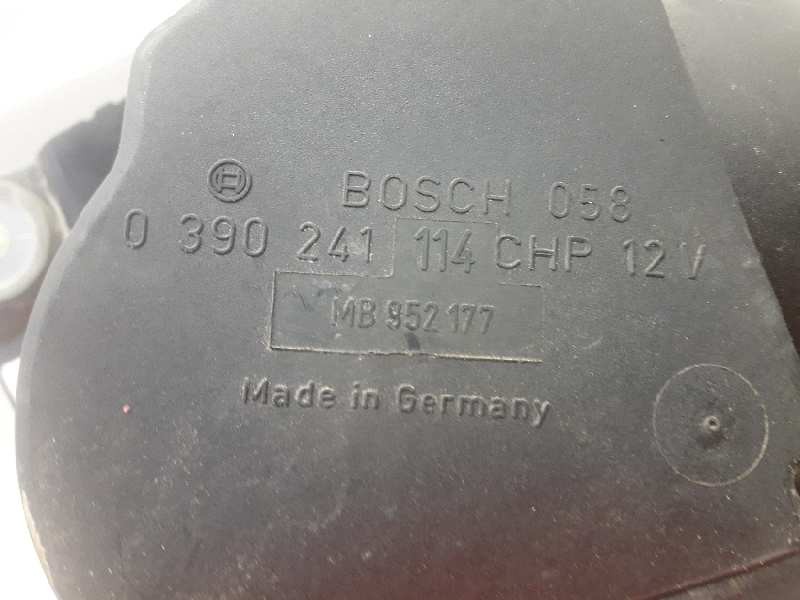 BOSCH 058
0 390 241 114 CHP 12 V
MB 952 177
Made in Germany